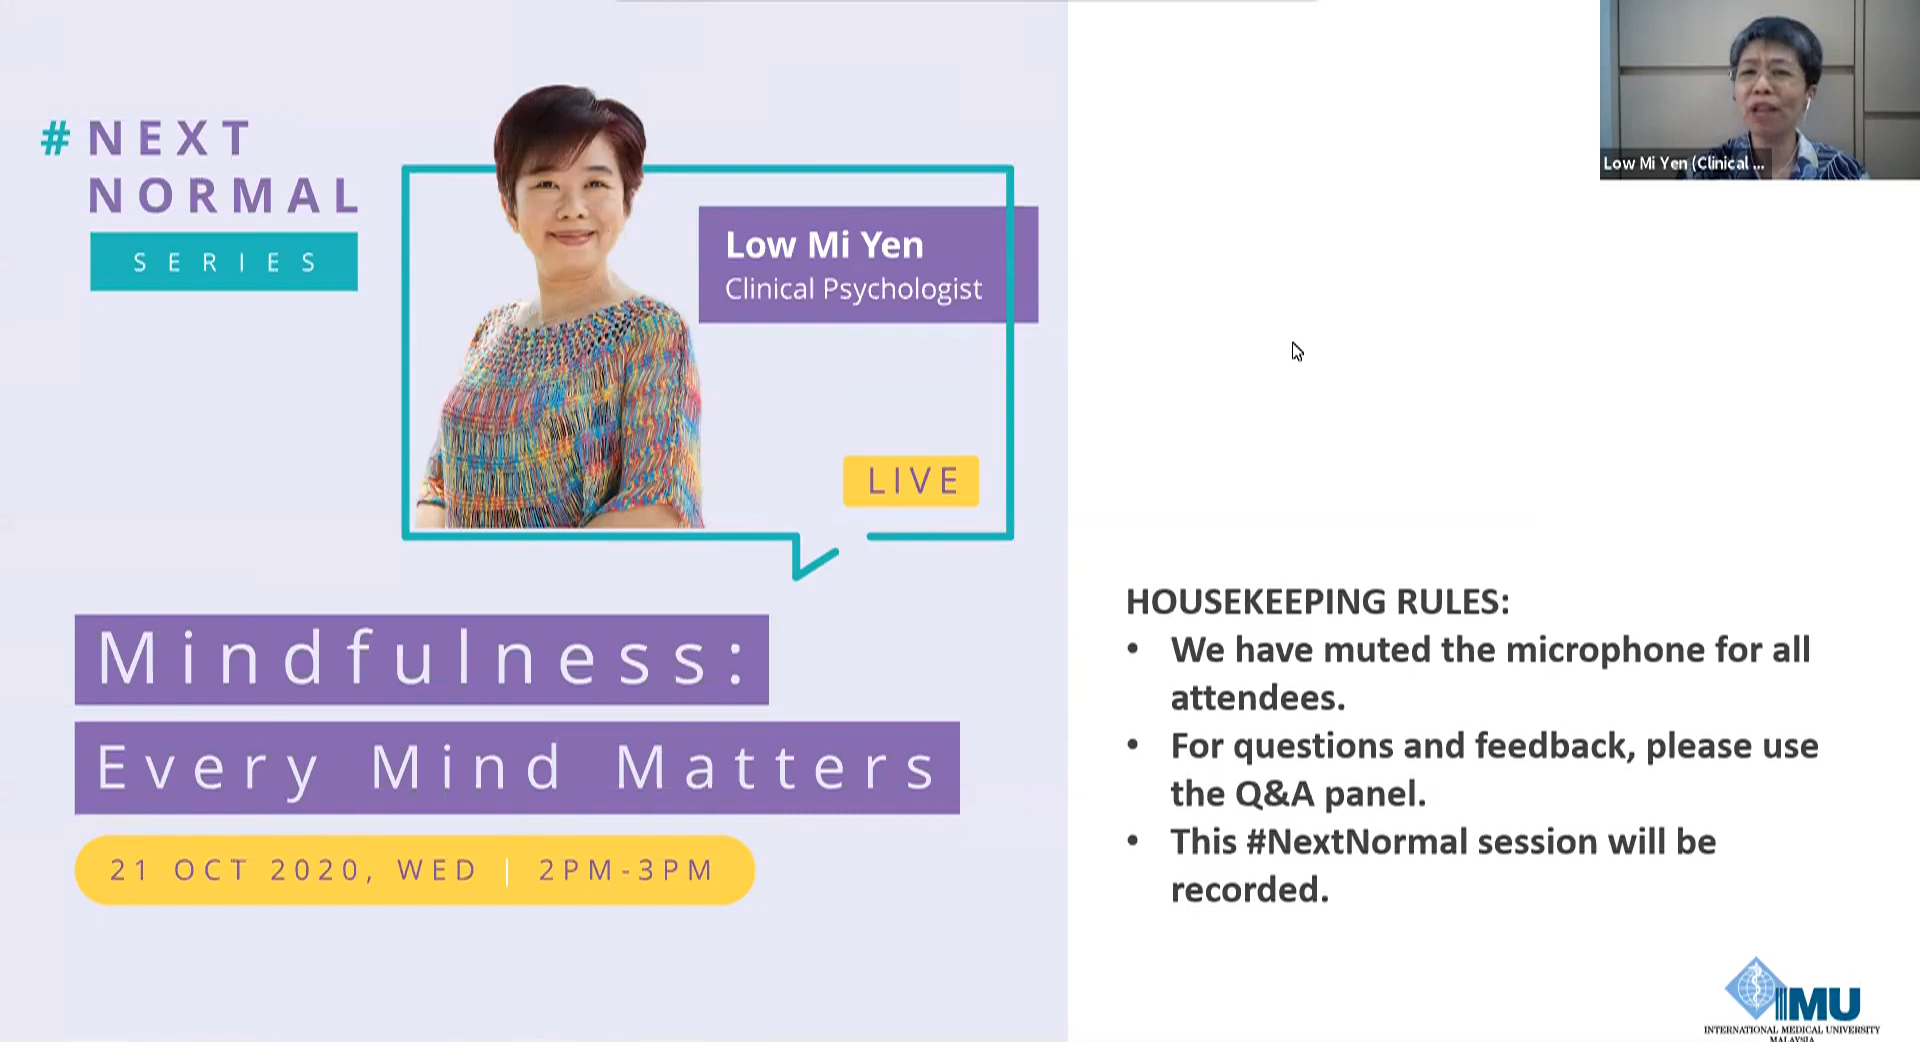 # NEXT
NORMAL
SERIES
Low Mi Yen
Clinical Psychologist
LIVE
Mindfulness:
Every Mind Matters
21 OCT 2020, WED | 2PM-3PM
Low Mi Yen (Clinical ...
HOUSEKEEPING RULES:
• We have muted the microphone for all
attendees.
• For questions and feedback, please use
the Q&A panel.
• This #NextNormal session will be
recorded.
IMU
INTERNATIONAL MEDICAL UNIVERSITY
MALAYSIA